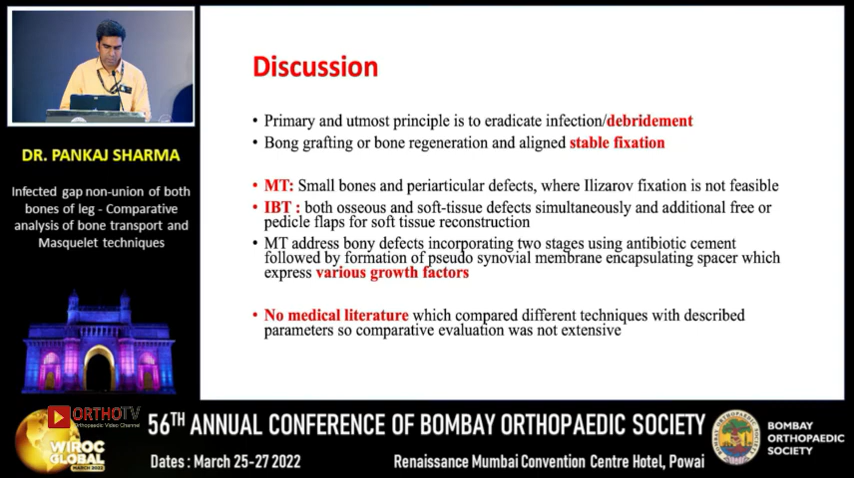 DR. PANKAJ SHARMA
Infected gap non-union of both
bones of leg - Comparative
analysis of bone transport and
Masquelet techniques
Discussion
• Primary and utmost principle is to eradicate infection/debridement
• Bong grafting or bone regeneration and aligned stable fixation
• MT: Small bones and periarticular defects, where Ilizarov fixation is not feasible
• IBT : both osseous and soft-tissue defects simultaneously and additional free or
pedicle flaps for soft tissue reconstruction
• MT address bony defects incorporating two stages using antibiotic cement
followed by formation of pseudo synovial membrane encapsulating spacer which
express various growth factors
• No medical literature which compared different techniques with described
parameters so comparative evaluation was not extensive
ORTHOTV
Orthopaedic Video Channel
WIROC
GLOBAL
MARCH 2022
56TH ANNUAL CONFERENCE OF BOMBAY ORTHOPAEDIC SOCIETY
Dates : March 25-27 2022
Renaissance Mumbai Convention Centre Hotel, Powai
BOMBAY
ORTHOPAEDIC
SOCIETY